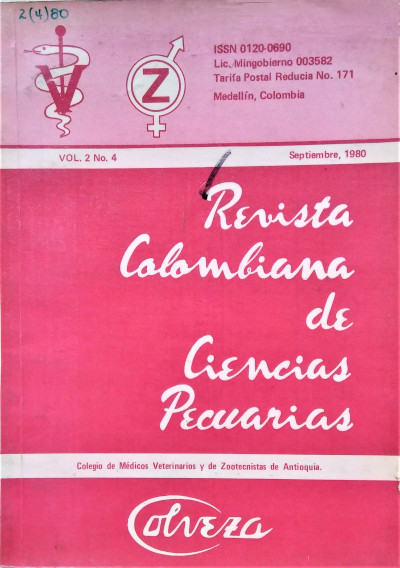 2(4)80
V
Z
ISSN 0120-0690
Lic. Mingobierno 003582
Tarifa Postal Reducia No. 171
Medellín, Colombia
VOL. 2 No. 4
Septiembre, 1980
Revista
Colombiana
de
Ciencias
Pecuarias
Colegio de Médicos Veterinarios y de Zootecnistas de Antioquia.
Colveza